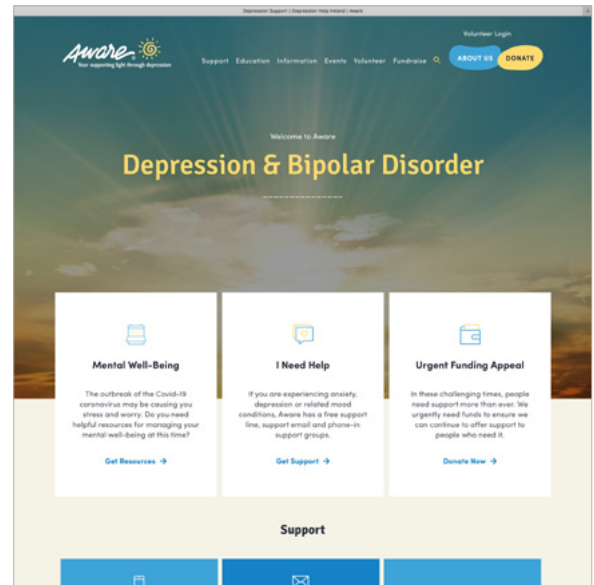 Depression Support | Depression Help Ireland | Aware
Volunteer Login
Aware
Your supporting light through depression
Support Education Information Events Volunteer Fundraise
ABOUT US
DONATE
Welcome to Aware
Depression & Bipolar Disorder
Mental Well-Being
The outbreak of the Covid-19
coronavirus may be causing you
stress and worry. Do you need
helpful resources for managing your
mental well-being at this time?
Get Resources →
I Need Help
If you are experiencing anxiety,
depression or related mood
conditions, Aware has a free support
line, support email and phone-in
support groups.
Get Support →
Urgent Funding Appeal
In these challenging times, people
need support more than ever. We
urgently need funds to ensure we
can continue to offer support to
people who need it.
Donate Now →
Support